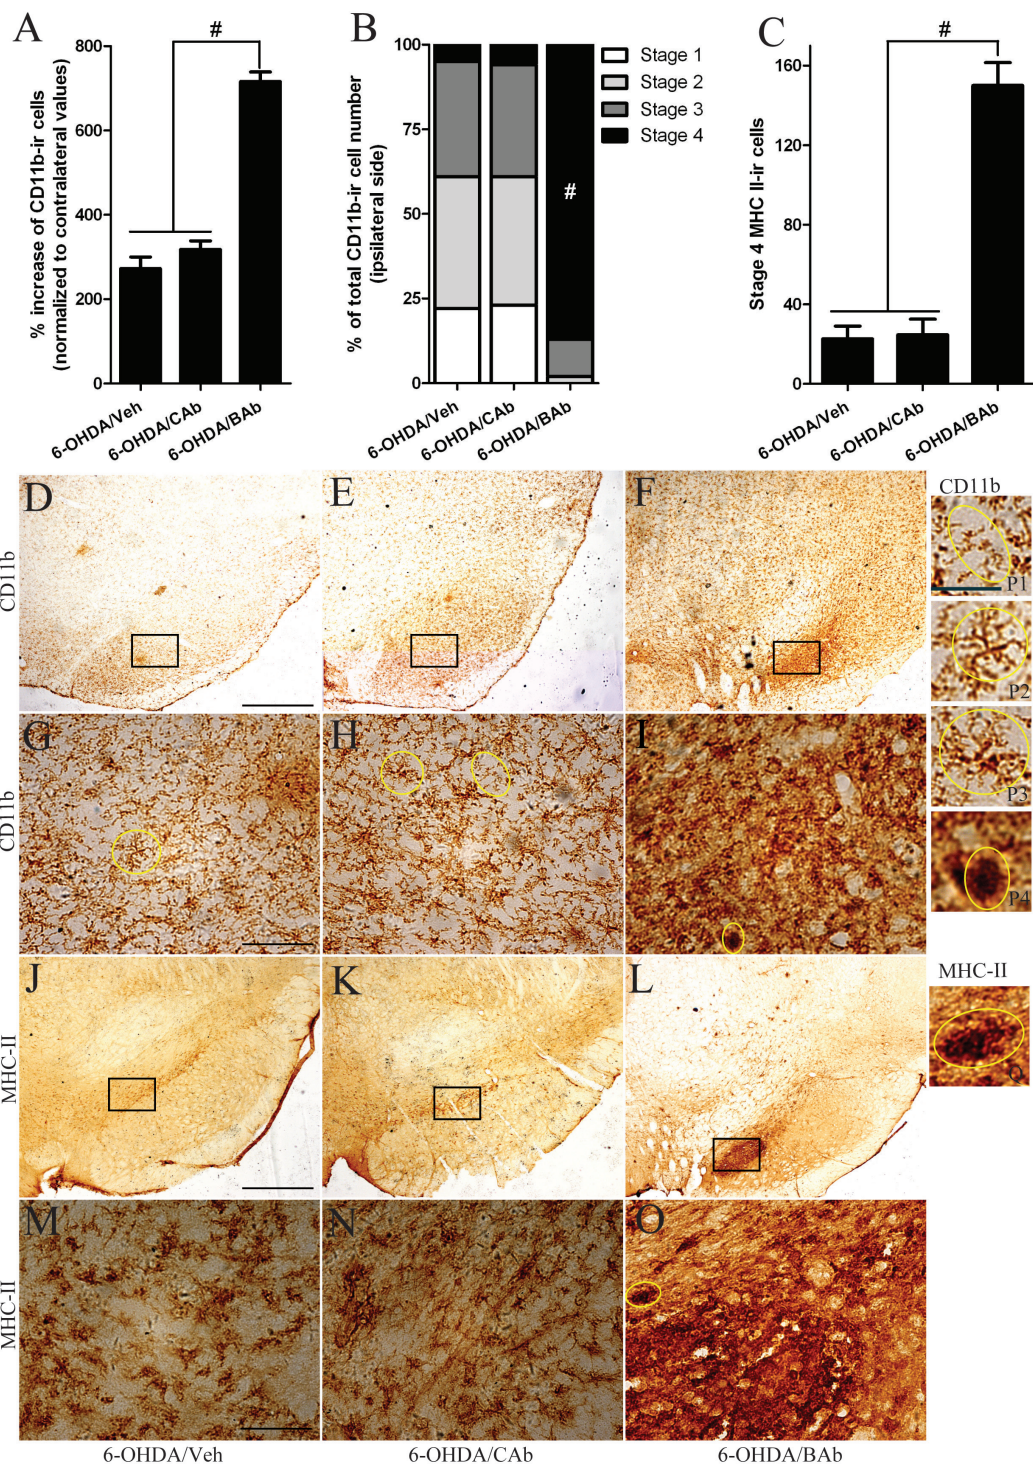 A
% increase of CD11b-ir cells
(normalized to contralateral values)
800
600
400
200
0
#
6-OHDA/Veh
6-OHDA/CAb
6-OHDA/BAb
B
% of total CD11b-ir cell number
(ipsilateral side)
100
75
50
25
0
#
Stage 1
Stage 2
Stage 3
Stage 4
6-OHDA/Veh
6-OHDA/CAb
6-OHDA/BAb
C
Stage 4 MHC II-ir cells
160
120
80
40
0
#
6-OHDA/Veh
6-OHDA/CAb
6-OHDA/BAb
CD11b
D
E
F
CD11b
P1
P2
CD11b
G
H
I
P3
P4
MHC-II
J
K
L
MHC-II
Q
MHC-II
M
N
O
6-OHDA/Veh
6-OHDA/CAb
6-OHDA/BAb